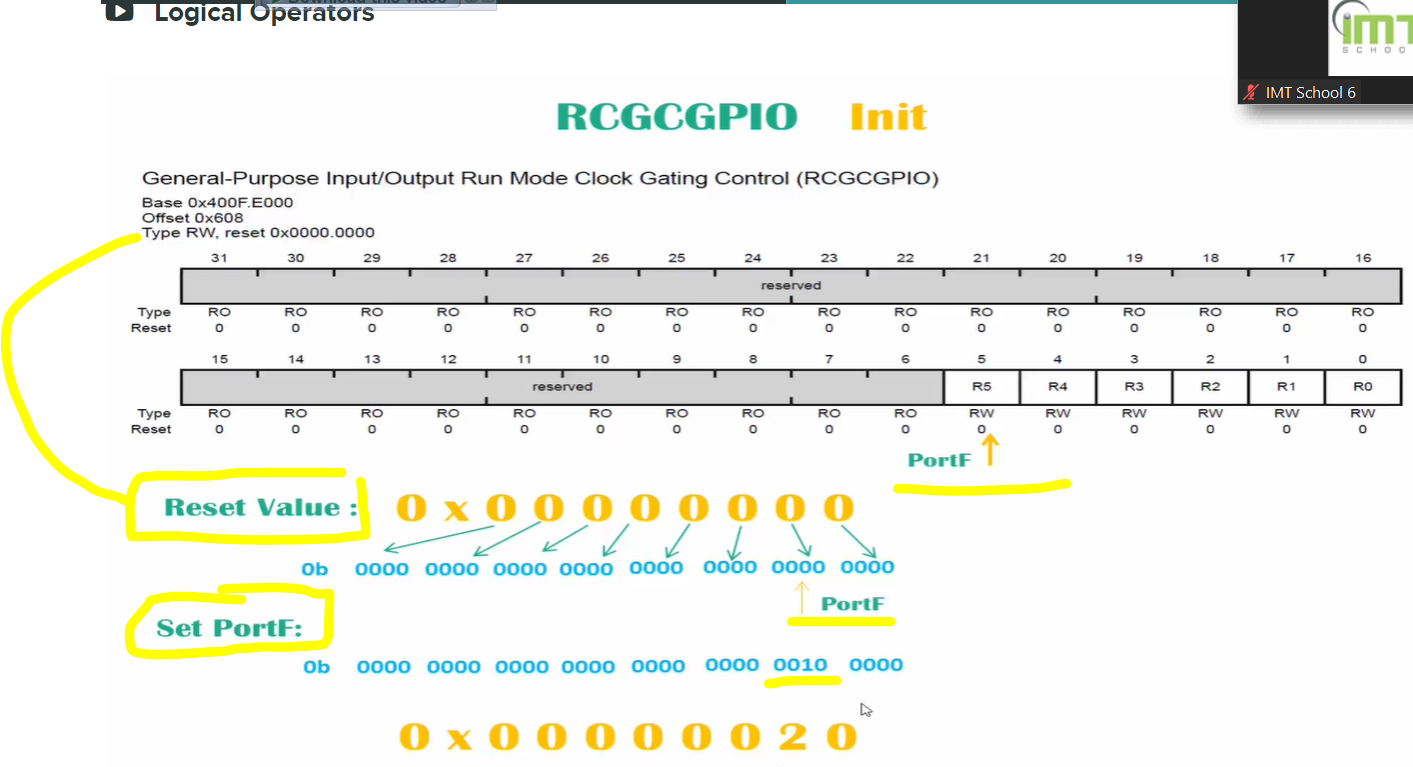 Download this video
Logical Operators
IMT
SCHOO
IMT School 6
RCGCGPIO Init
General-Purpose Input/Output Run Mode Clock Gating Control (RCGCGPIO)
Base 0x400F.E000
Offset 0x608
Type RW, reset 0x0000.0000
31 30 29 28 27 26 25 24 23 22 21 20 19 18 17 16
reserved
Type RO RO RO RO RO RO RO RO RO RO RO RO RO RO RO RO
Reset 0 0 0 0 0 0 0 0 0 0 0 0 0 0 0 0
15 14 13 12 11 10 9 8 7 6 5 4 3 2 1 0
reserved R5 R4 R3 R2 R1 R0
Type RO RO RO RO RO RO RO RO RO RO RW RW RW RW RW RW
Reset 0 0 0 0 0 0 0 0 0 0 0 0 0 0 0 0
PortF
Reset Value : 0 x 0 0 0 0 0 0 0 0
0b 0000 0000 0000 0000 0000 0000 0000 0000
PortF
Set PortF:
0b 0000 0000 0000 0000 0000 0000 0010 0000
0 x 0 0 0 0 0 0 2 0